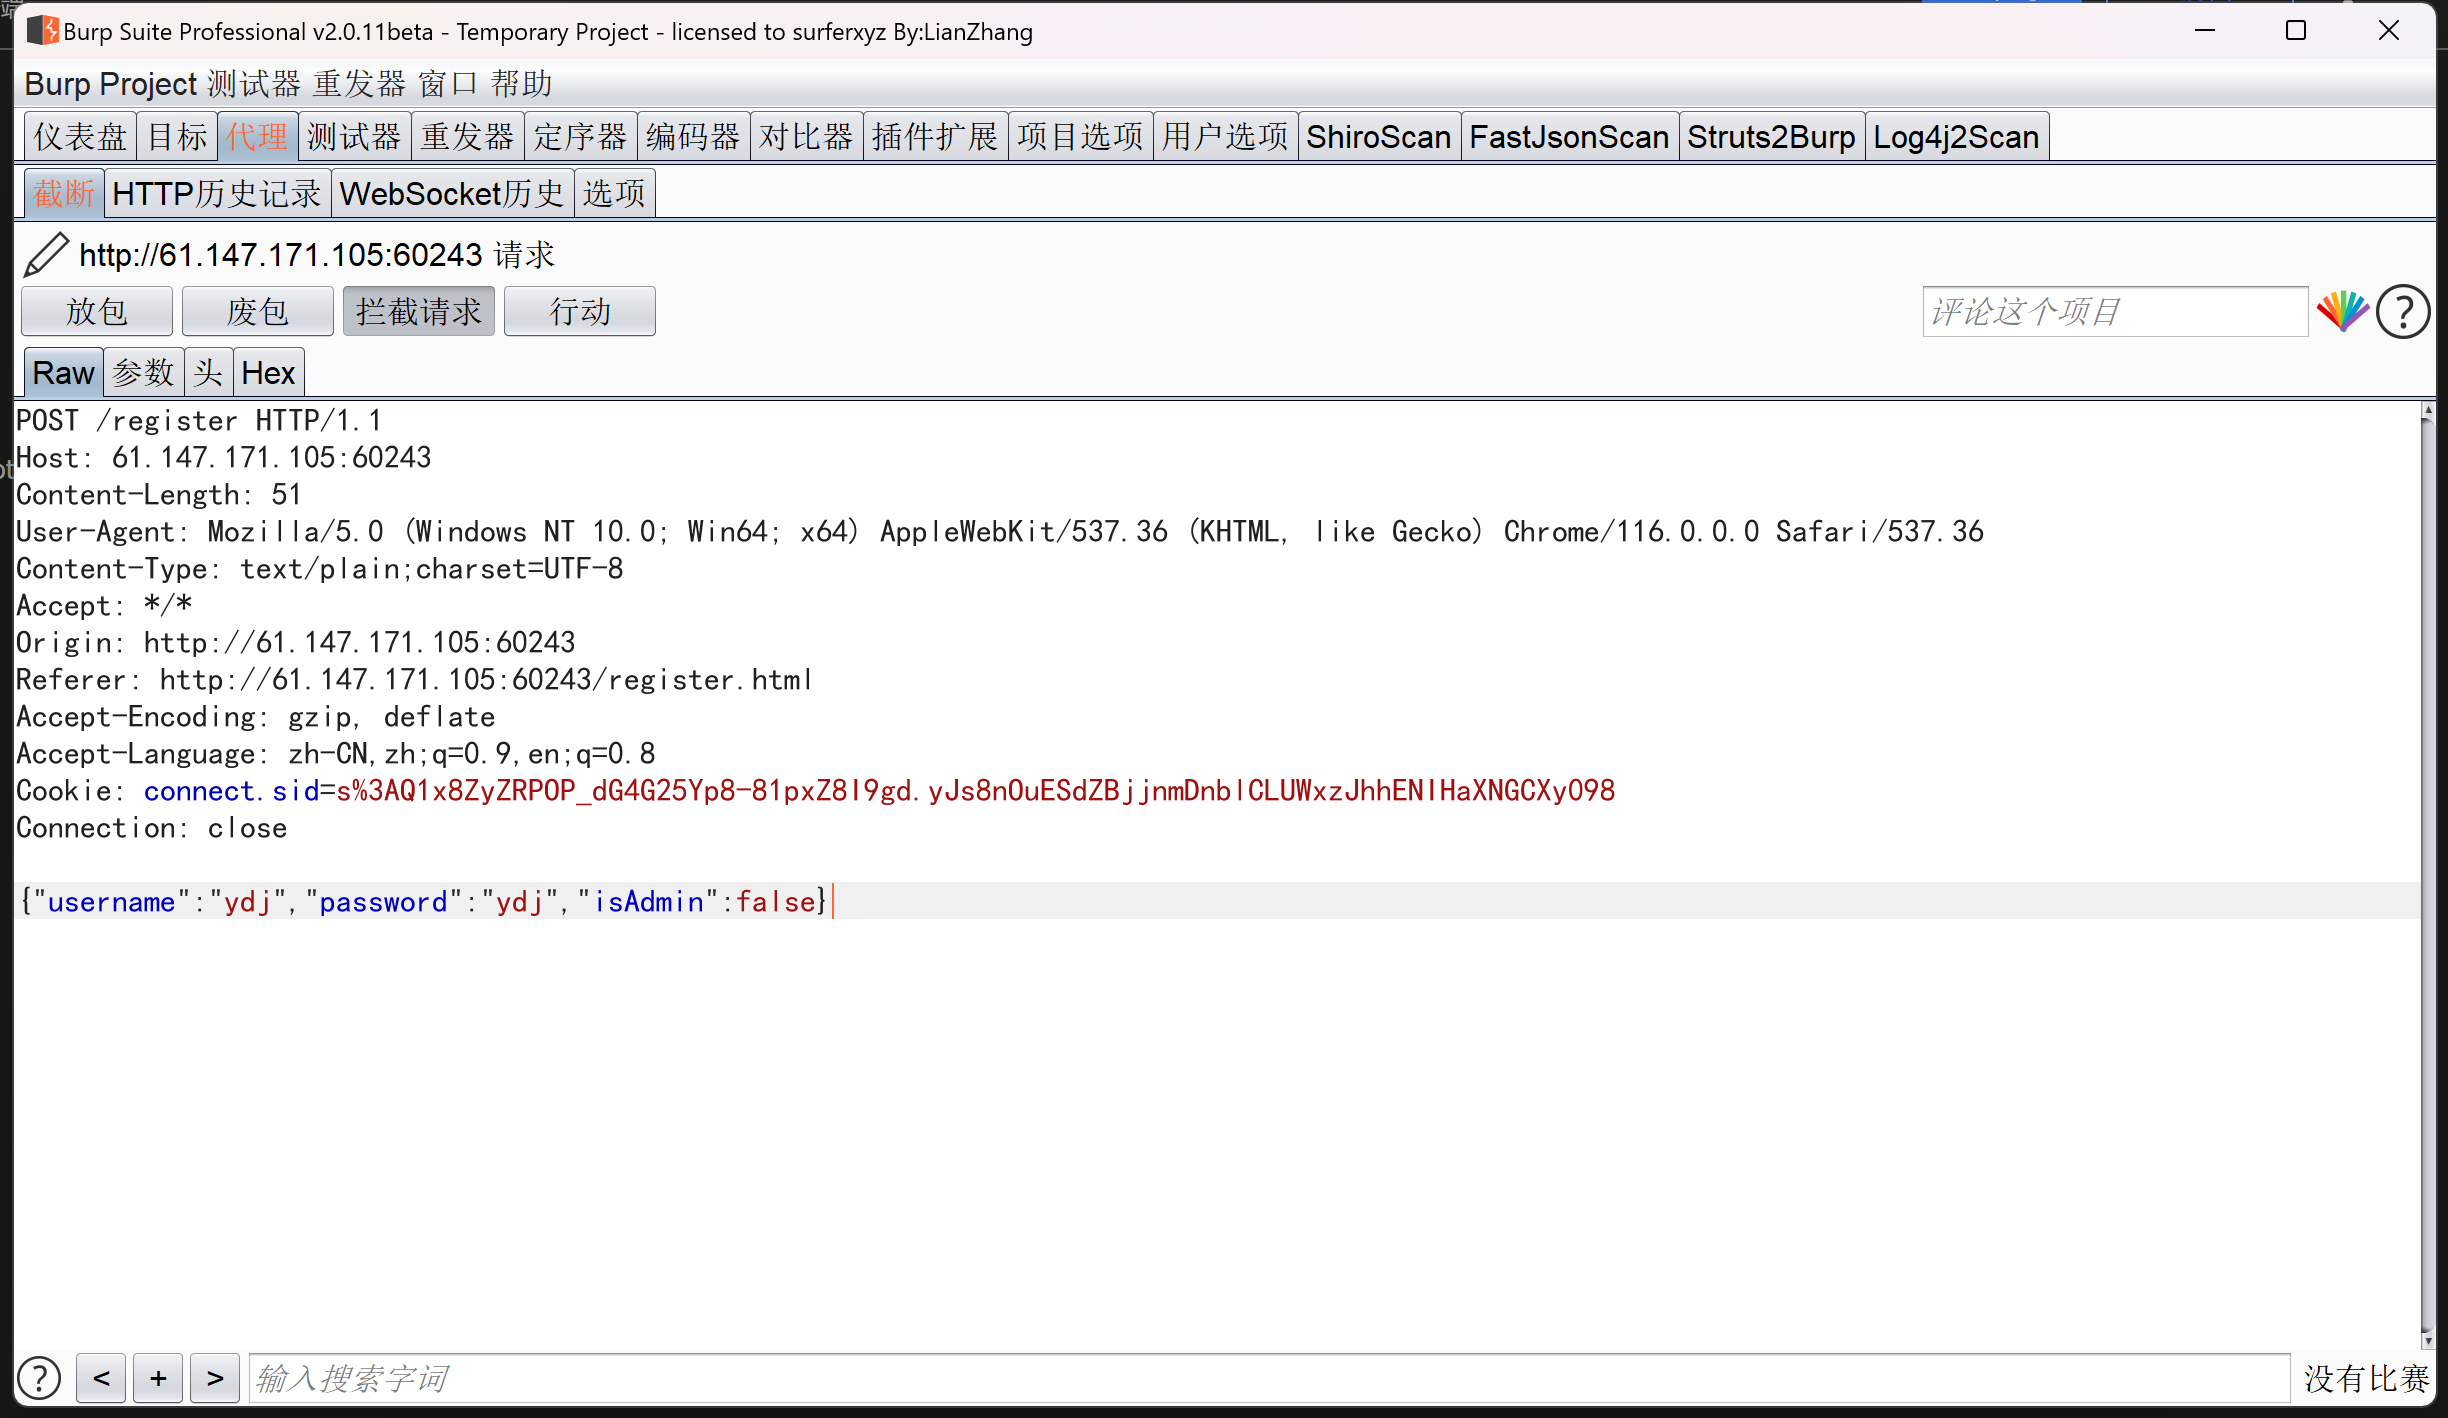 Burp Suite Professional v2.0.11beta - Temporary Project - licensed to surferxyz By:LianZhang
Burp Project 测试器 重发器 窗口 帮助
仪表盘 目标 代理 测试器 重发器 定序器 编码器 对比器 插件扩展 项目选项 用户选项 ShiroScan FastJsonScan Struts2Burp Log4j2Scan
截断 HTTP历史记录 WebSocket历史 选项
http://61.147.171.105:60243 请求
放包 废包 拦截请求 行动 评论这个项目 ?
Raw 参数 头 Hex
POST /register HTTP/1.1
Host: 61.147.171.105:60243
Content-Length: 51
User-Agent: Mozilla/5.0 (Windows NT 10.0; Win64; x64) AppleWebKit/537.36 (KHTML, like Gecko) Chrome/116.0.0.0 Safari/537.36
Content-Type: text/plain;charset=UTF-8
Accept: */*
Origin: http://61.147.171.105:60243
Referer: http://61.147.171.105:60243/register.html
Accept-Encoding: gzip, deflate
Accept-Language: zh-CN,zh;q=0.9,en;q=0.8
Cookie: connect.sid=s%3AQ1x8ZyZRPOP_dG4G25Yp8-81pxZ8I9gd.yJs8nOuESdZBjjnmDnblCLUWxzJhhENIHaXNGCXyO98
Connection: close
{"username":"ydj","password":"ydj","isAdmin":false}
? < + > 输入搜索字词 没有比赛